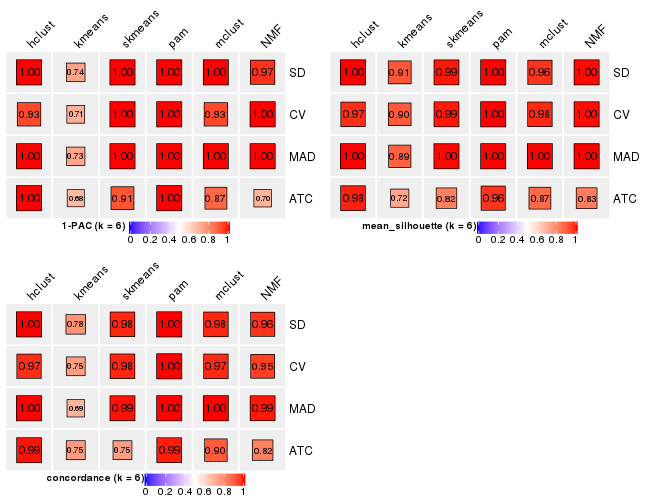 hclust kmeans skmeans pam mclust NMF
1.00 0.74 1.00 1.00 1.00 0.97 SD
0.93 0.71 1.00 1.00 0.93 1.00 CV
1.00 0.73 1.00 1.00 1.00 1.00 MAD
1.00 0.68 0.91 1.00 0.87 0.70 ATC
1-PAC (k = 6)
0 0.2 0.4 0.6 0.8 1
hclust kmeans skmeans pam mclust NMF
1.00 0.91 0.99 1.00 0.96 1.00 SD
0.97 0.90 0.99 1.00 0.98 1.00 CV
1.00 0.89 1.00 1.00 1.00 1.00 MAD
0.98 0.72 0.82 0.96 0.87 0.83 ATC
mean_silhouette (k = 6)
0 0.2 0.4 0.6 0.8 1
hclust kmeans skmeans pam mclust NMF
1.00 0.78 0.98 1.00 0.98 0.96 SD
0.97 0.75 0.98 1.00 0.97 0.95 CV
1.00 0.69 0.99 1.00 1.00 0.99 MAD
0.99 0.75 0.75 0.99 0.90 0.82 ATC
concordance (k = 6)
0 0.2 0.4 0.6 0.8 1